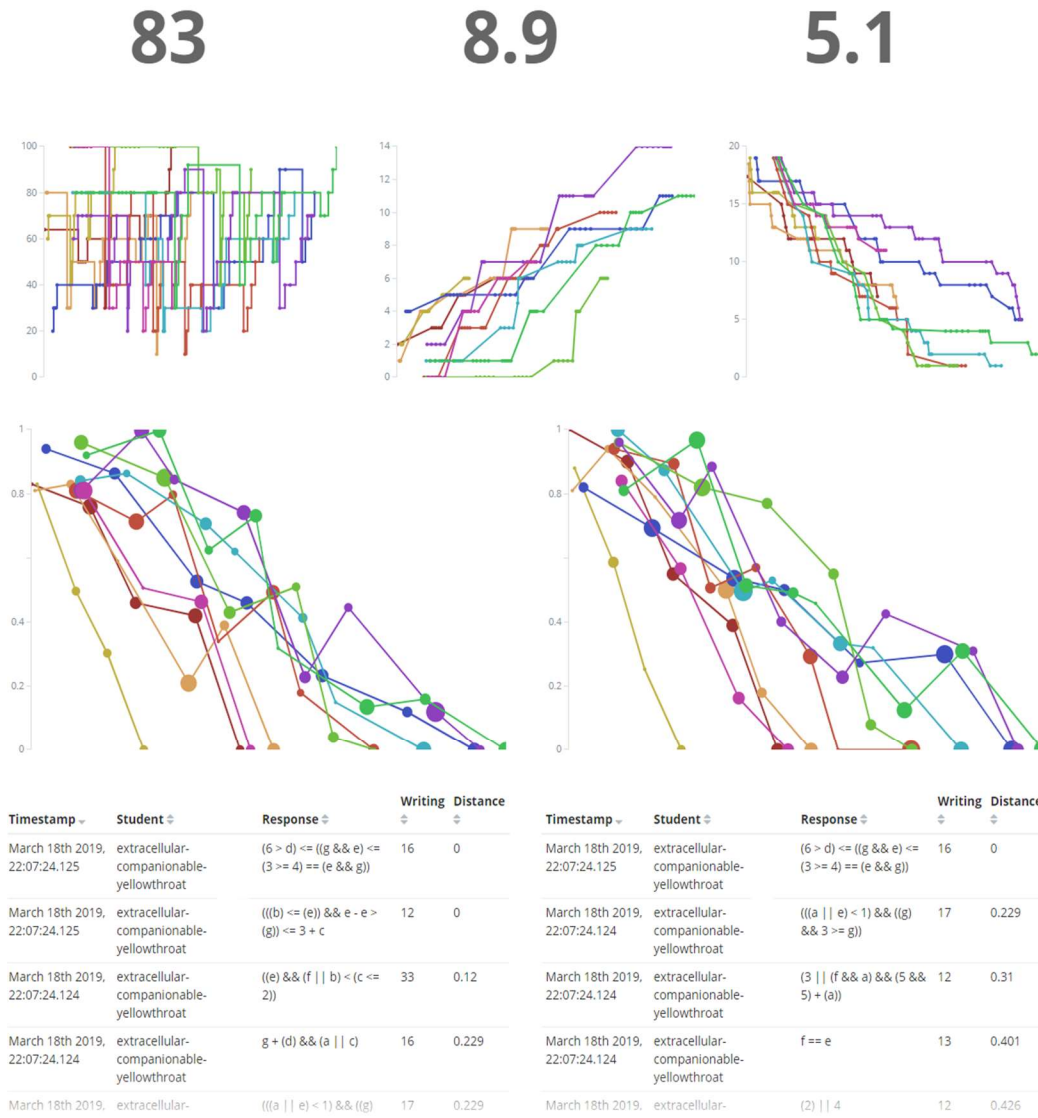 83 8.9 5.1
100 14 20
80 12
10 15
60 8 10
40 6
4 5
20 2
0 0 0
1 1
0.8 0.8
0.4 0.4
0.2 0.2
0 0
Writing Distance
Timestamp Student Response
March 18th 2019, extracellular- (6 > d) <= ((g && e) <= 16 0
22:07:24.125 companionable- (3 >= 4) == (e && g))
yellowthroat
March 18th 2019, extracellular- (((b) <= (e)) && e - e > 12 0
22:07:24.125 companionable- (g)) <= 3 + c
yellowthroat
March 18th 2019, extracellular- ((e) && (f || b) < (c <= 33 0.12
22:07:24.124 companionable- 2))
yellowthroat
March 18th 2019, extracellular- g + (d) && (a || c) 16 0.229
22:07:24.124 companionable-
yellowthroat
March 18th 2019, extracellular- (((a || e) < 1) && ((g) 17 0.229
Writing Distance
Timestamp Student Response
March 18th 2019, extracellular- (6 > d) <= ((g && e) <= 16 0
22:07:24.125 companionable- (3 >= 4) == (e && g))
yellowthroat
March 18th 2019, extracellular- (((a || e) < 1) && ((g) 17 0.229
22:07:24.124 companionable- && 3 >= g))
yellowthroat
March 18th 2019, extracellular- (3 || (f && a) && (5 && 12 0.31
22:07:24.124 companionable- 5) + (a))
yellowthroat
March 18th 2019, extracellular- f == e 13 0.401
22:07:24.124 companionable-
yellowthroat
March 18th 2019, extracellular- (2) || 4 12 0.426